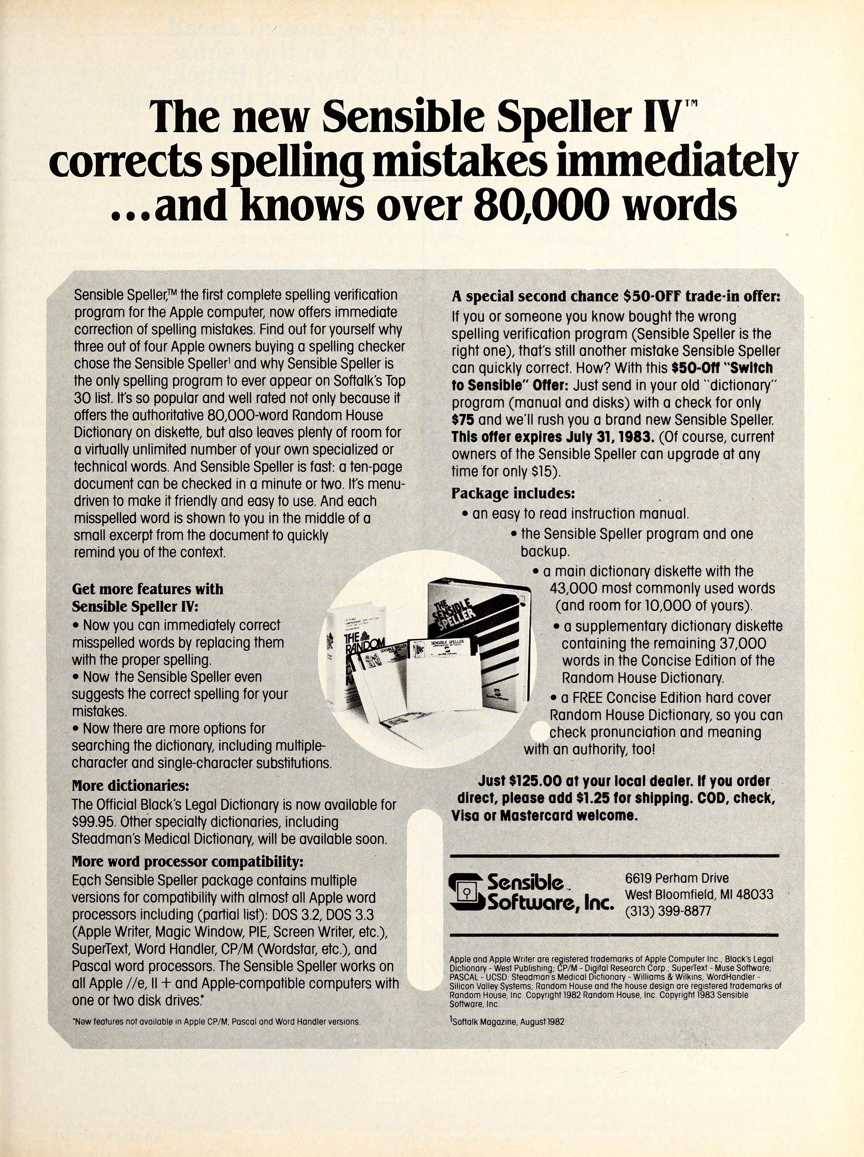 The new Sensible Speller IV™
corrects spelling mistakes immediately
...and knows over 80,000 words
Sensible Speller,™ the first complete spelling verification
program for the Apple computer, now offers immediate
correction of spelling mistakes. Find out for yourself why
three out of four Apple owners buying a spelling checker
chose the Sensible Speller¹ and why Sensible Speller is
the only spelling program to ever appear on Softalk's Top
30 list. It's so popular and well rated not only because it
offers the authoritative 80,000-word Random House
Dictionary on diskette, but also leaves plenty of room for
a virtually unlimited number of your own specialized or
technical words. And Sensible Speller is fast: a ten-page
document can be checked in a minute or two. It's menu-
driven to make it friendly and easy to use. And each
misspelled word is shown to you in the middle of a
small excerpt from the document to quickly
remind you of the context.
Get more features with
Sensible Speller IV:
• Now you can immediately correct
misspelled words by replacing them
with the proper spelling.
• Now the Sensible Speller even
suggests the correct spelling for your
mistakes.
• Now there are more options for
searching the dictionary, including multiple-
character and single-character substitutions.
More dictionaries:
The Official Black's Legal Dictionary is now available for
$99.95. Other specialty dictionaries, including
Steadman's Medical Dictionary, will be available soon.
More word processor compatibility:
Each Sensible Speller package contains multiple
versions for compatibility with almost all Apple word
processors including (partial list): DOS 3.2, DOS 3.3
(Apple Writer, Magic Window, PIE, Screen Writer, etc.),
SuperText, Word Handler, CP/M (Wordstar, etc.), and
Pascal word processors. The Sensible Speller works on
all Apple //e, II + and Apple-compatible computers with
one or two disk drives.*
*New features not available in Apple CP/M, Pascal and Word Handler versions.
A special second chance $50-OFF trade-in offer:
If you or someone you know bought the wrong
spelling verification program (Sensible Speller is the
right one), that's still another mistake Sensible Speller
can quickly correct. How? With this $50-Off "Switch
to Sensible" Offer: Just send in your old "dictionary"
program (manual and disks) with a check for only
$75 and we'll rush you a brand new Sensible Speller.
This offer expires July 31, 1983. (Of course, current
owners of the Sensible Speller can upgrade at any
time for only $15).
Package includes:
• an easy to read instruction manual.
• the Sensible Speller program and one
backup.
• a main dictionary diskette with the
43,000 most commonly used words
(and room for 10,000 of yours).
• a supplementary dictionary diskette
containing the remaining 37,000
words in the Concise Edition of the
Random House Dictionary.
• a FREE Concise Edition hard cover
Random House Dictionary, so you can
check pronunciation and meaning
with an authority, too!
THE
SENSIBLE
SPELLER
THE
RANDOM
SENSIBLE SPELLER
Just $125.00 at your local dealer. If you order
direct, please add $1.25 for shipping. COD, check,
Visa or Mastercard welcome.
Sensible
Software, Inc.
6619 Perham Drive
West Bloomfield, MI 48033
(313) 399-8877
Apple and Apple Writer are registered trademarks of Apple Computer Inc.; Black's Legal
Dictionary - West Publishing; CP/M - Digital Research Corp.; SuperText - Muse Software;
PASCAL - UCSD; Steadman's Medical Dictionary - Williams & Wilkins; WordHandler -
Silicon Valley Systems; Random House and the house design are registered trademarks of
Random House, Inc. Copyright 1982 Random House, Inc. Copyright 1983 Sensible
Software, Inc.
¹Softalk Magazine, August 1982